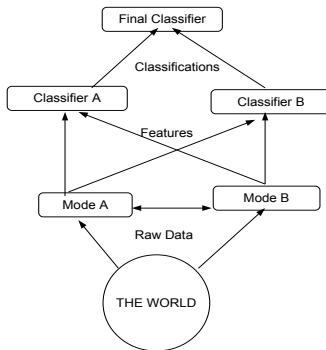 Final Classifier
Classifications
Classifier A
Classifier B
Features
Mode A
Mode B
Raw Data
THE WORLD